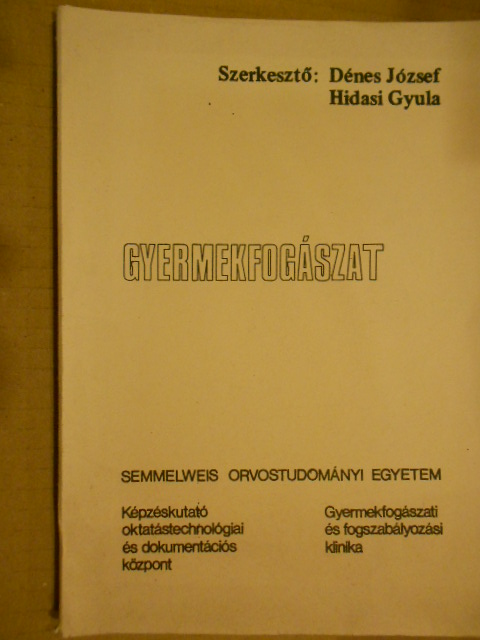 Szerkesztő: Dénes József
Hidasi Gyula
GYERMEKFOGÁSZAT
SEMMELWEIS ORVOSTUDOMÁNYI EGYETEM
Képzéskutató
oktatástechnológiai
és dokumentációs
központ
Gyermekfogászati
és fogszabályozási
klinika